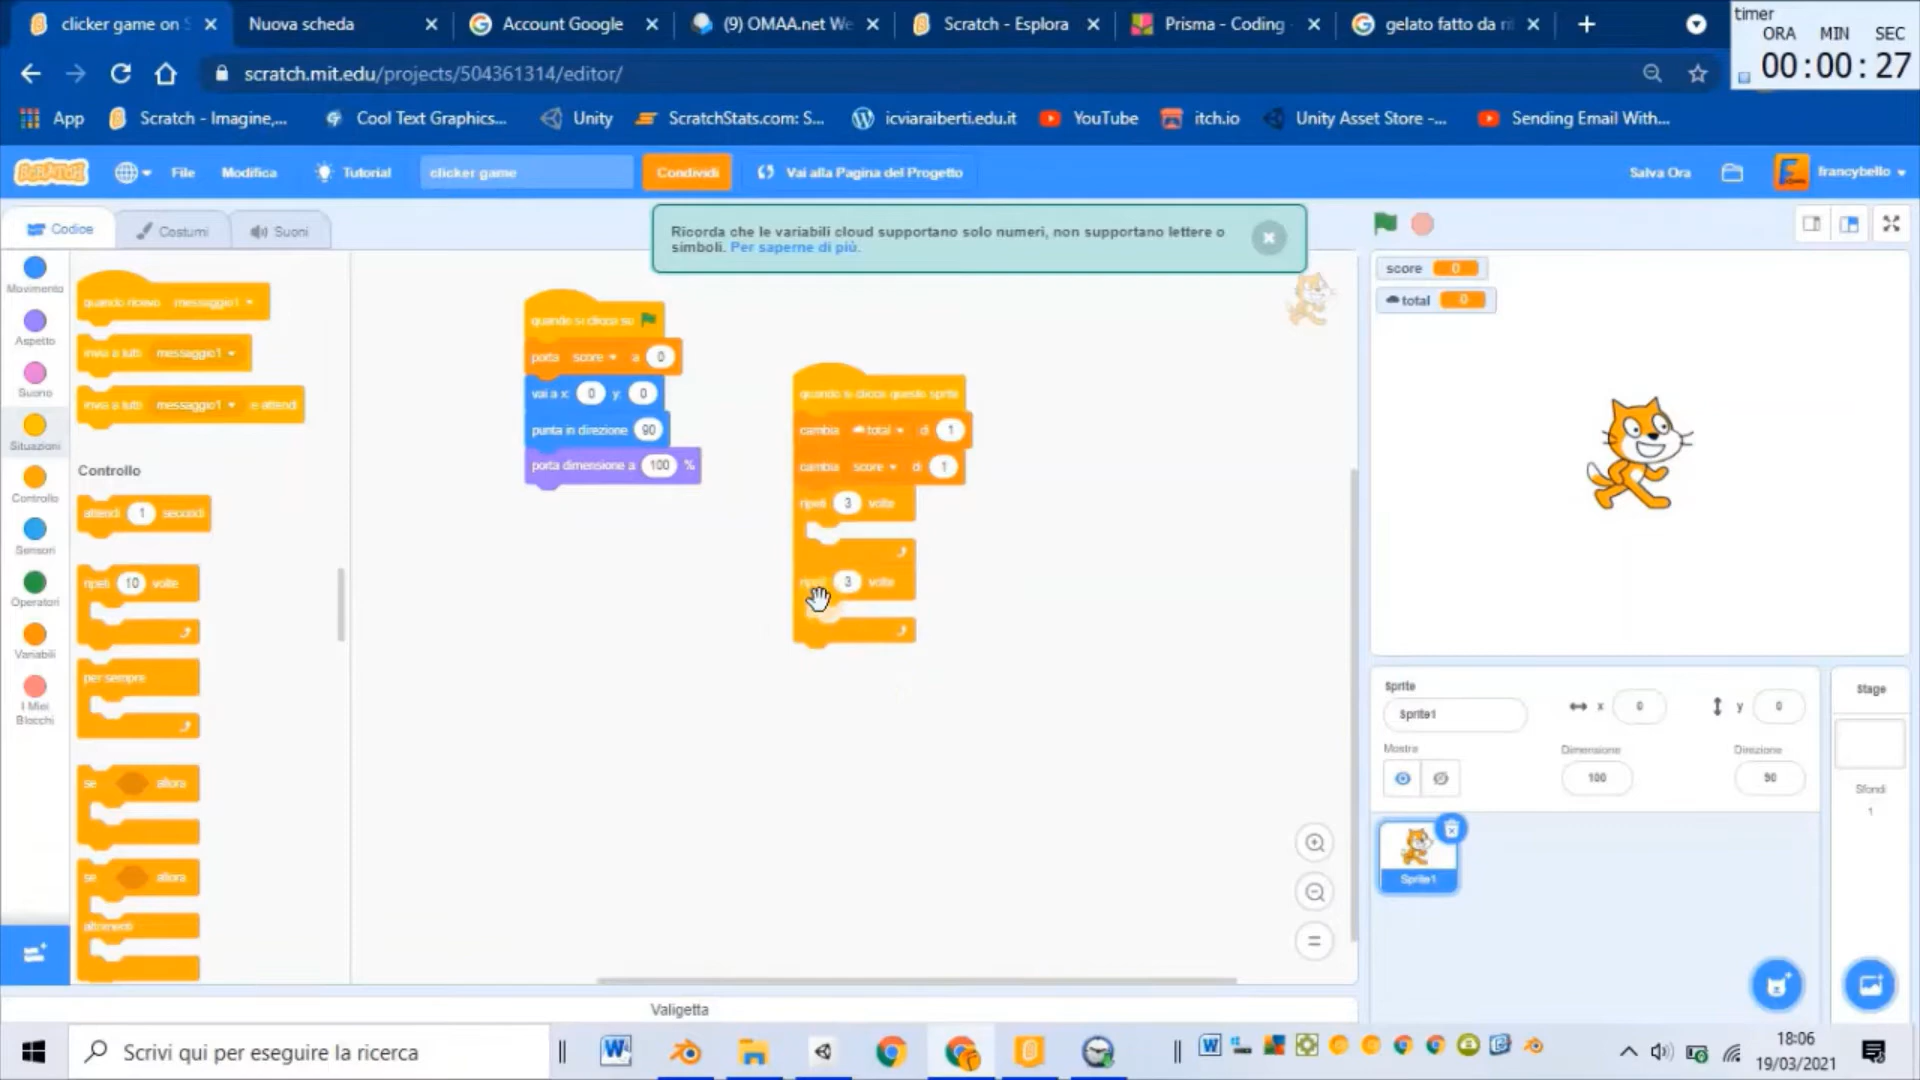 clicker game on S
Nuova scheda
Account Google
(9) OMAA.net We
Scratch - Esplora
Prisma - Coding
gelato fatto da ri
timer
ORA MIN SEC
00:00:27
scratch.mit.edu/projects/504361314/editor/
App
Scratch - Imagine,...
Cool Text Graphics...
Unity
ScratchStats.com: S...
icviaraiberti.edu.it
YouTube
itch.io
Unity Asset Store -...
Sending Email With...
SCRATCH
File
Modifica
Tutorial
clicker game
Condividi
Vai alla Pagina del Progetto
Salva Ora
francybello
Codice
Costumi
Suoni
Ricorda che le variabili cloud supportano solo numeri, non supportano lettere o
simboli. Per saperne di più.
Movimento
Aspetto
Suono
Situazioni
Controllo
Sensori
Operatori
Variabili
I Miei
Blocchi
quando ricevo messaggio1
invia a tutti messaggio1
invia a tutti messaggio1 e attendi
Controllo
attendi 1 secondi
ripeti 10 volte
per sempre
se allora
se allora
altrimenti
quando si clicca su
porta score a 0
vai a x: 0 y: 0
punta in direzione 90
porta dimensione a 100 %
quando si clicca questo sprite
cambia total di 1
cambia score di 1
ripeti 3 volte
ripeti 3 volte
score 0
total 0
Sprite
Sprite1
x 0
y 0
Mostra
Dimensione
100
Direzione
90
Sprite1
Stage
Sfondi
1
Valigetta
Scrivi qui per eseguire la ricerca
18:06
19/03/2021